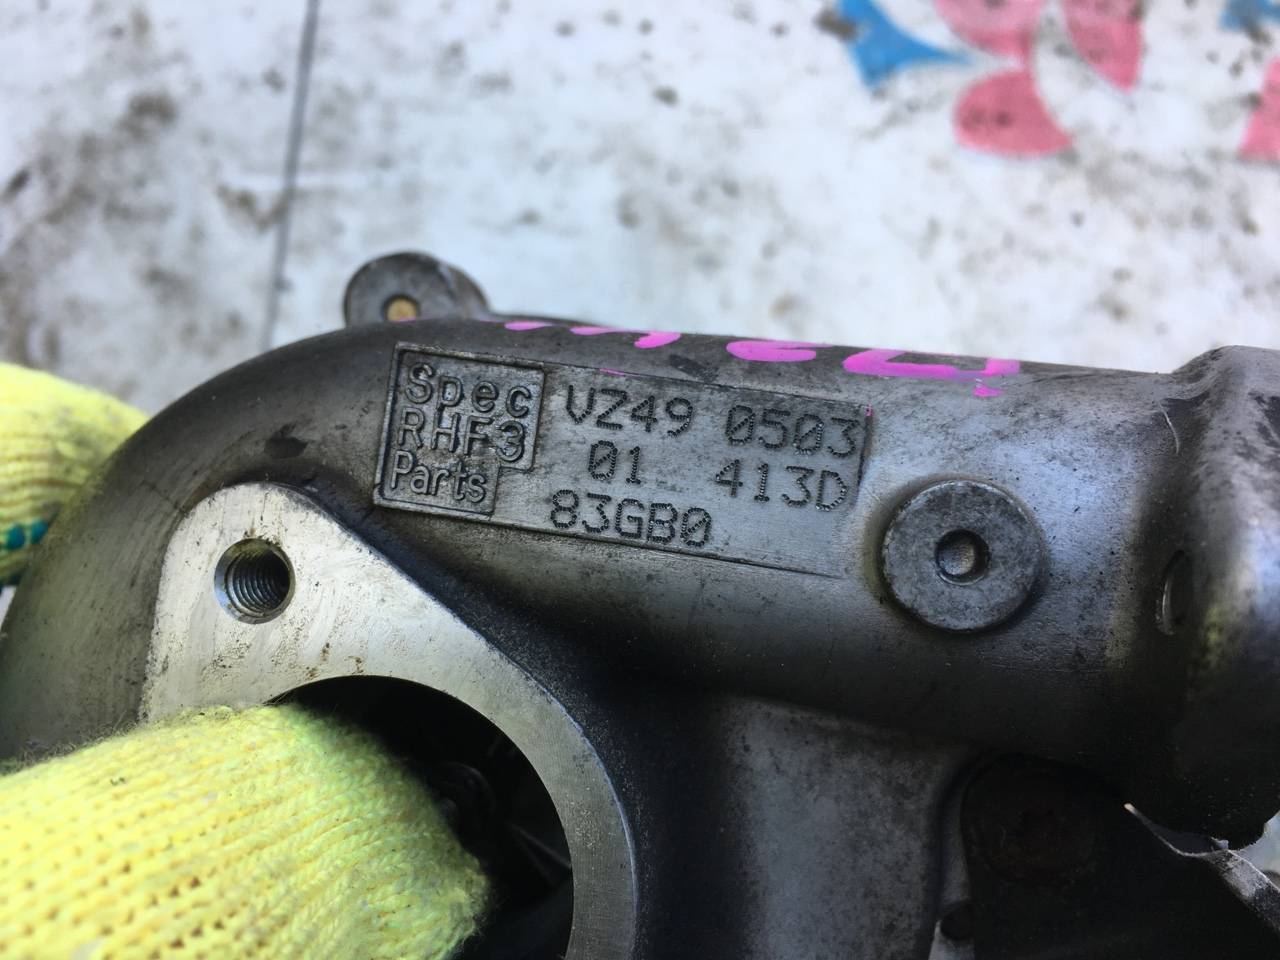 Spec
RHF3
Parts
VZ49 0503
01 413D
83GB0